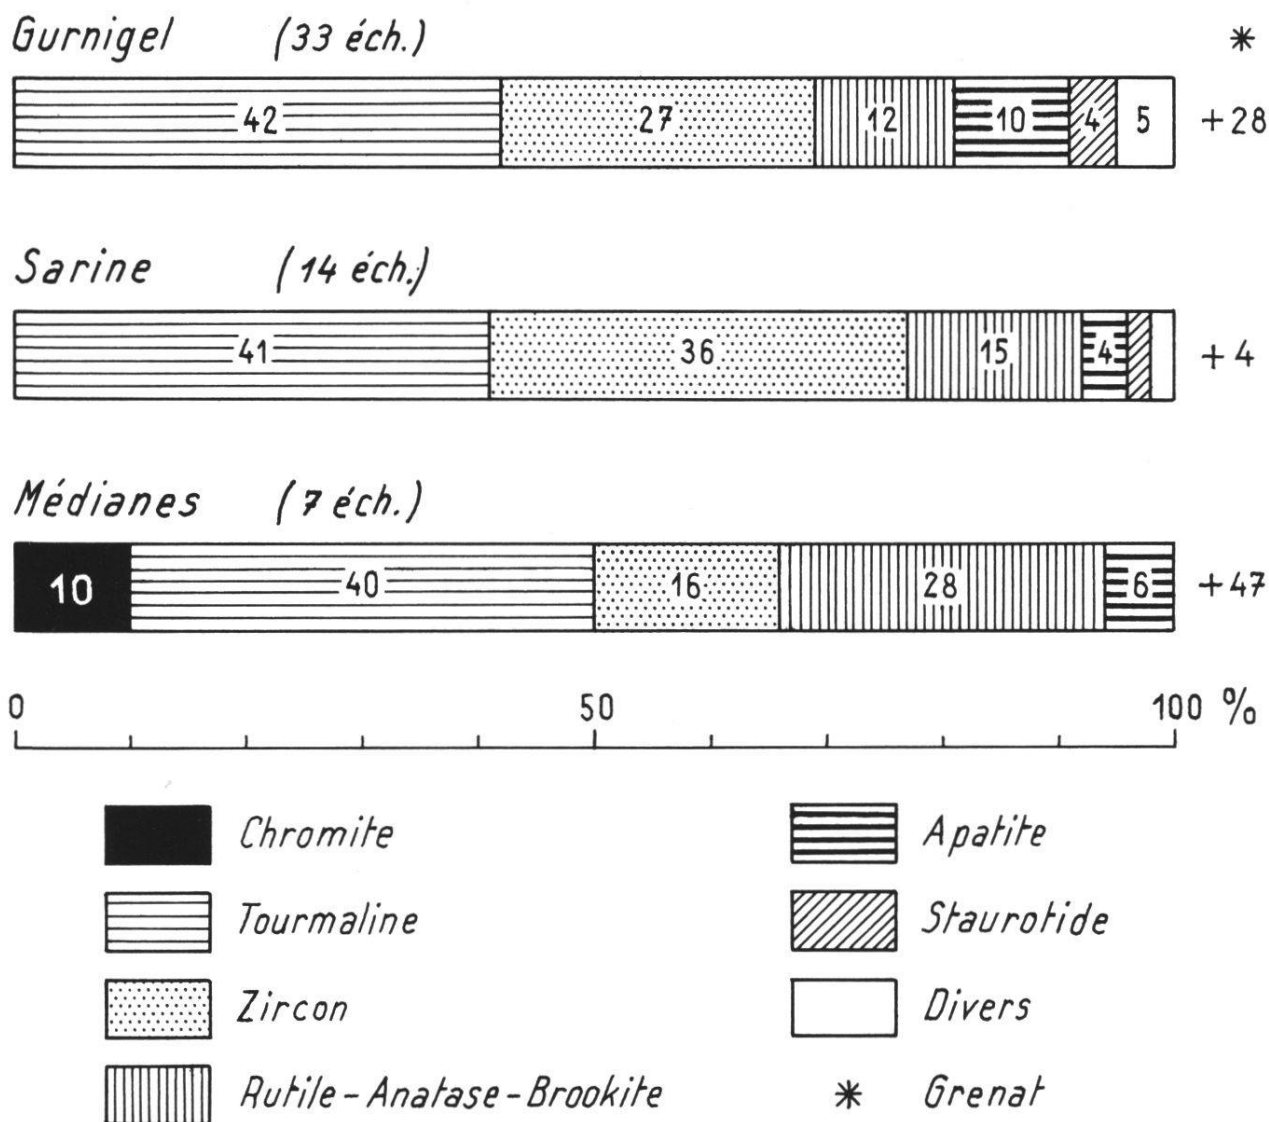 Gurnigel (33 éch.) *
42 27 12 10 4 5 +28
Sarine (14 éch.)
41 36 15 4 +4
Médianes (7 éch.)
10 40 16 28 6 +47
0 50 100 %
Chromite Apatite
Tourmaline Staurotide
Zircon Divers
Rutile-Anatase-Brookite * Grenat